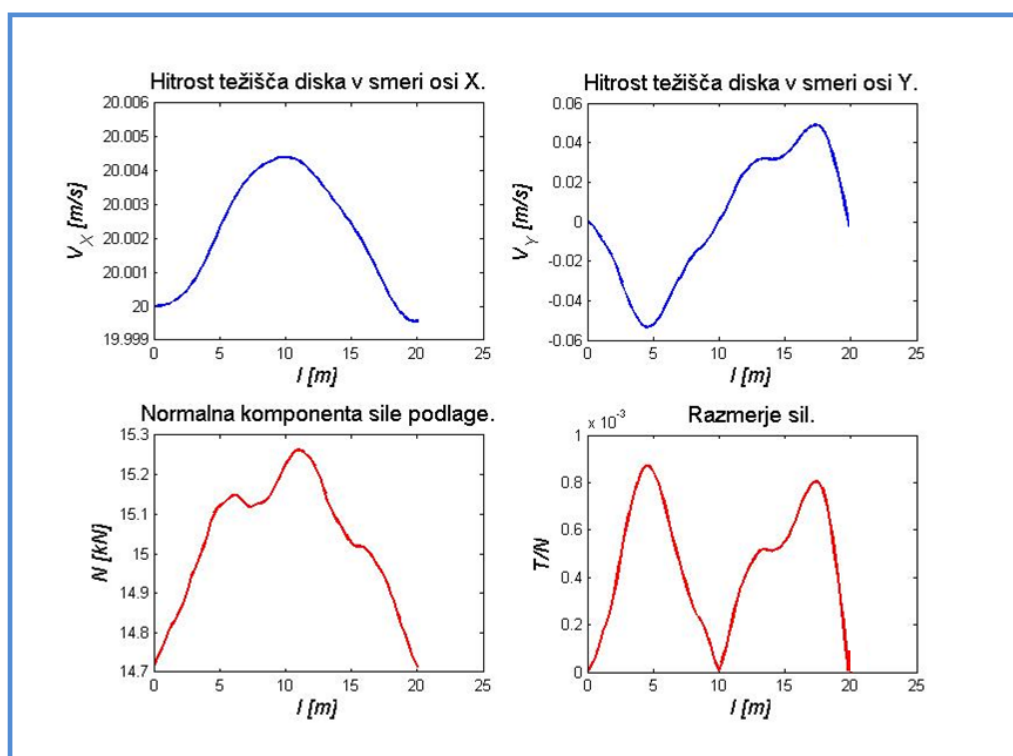 Hitrost težišča diska v smeri osi X.
20.006
20.005
20.004
20.003
20.002
20.001
20
19.999
V_X [m/s]
0 5 10 15 20 25
l [m]
Hitrost težišča diska v smeri osi Y.
0.06
0.04
0.02
0
-0.02
-0.04
-0.06
V_Y [m/s]
0 5 10 15 20 25
l [m]
Normalna komponenta sile podlage.
15.3
15.2
15.1
15
14.9
14.8
14.7
N [kN]
0 5 10 15 20 25
l [m]
Razmerje sil.
x 10^-3
1
0.8
0.6
0.4
0.2
0
T/N
0 5 10 15 20 25
l [m]